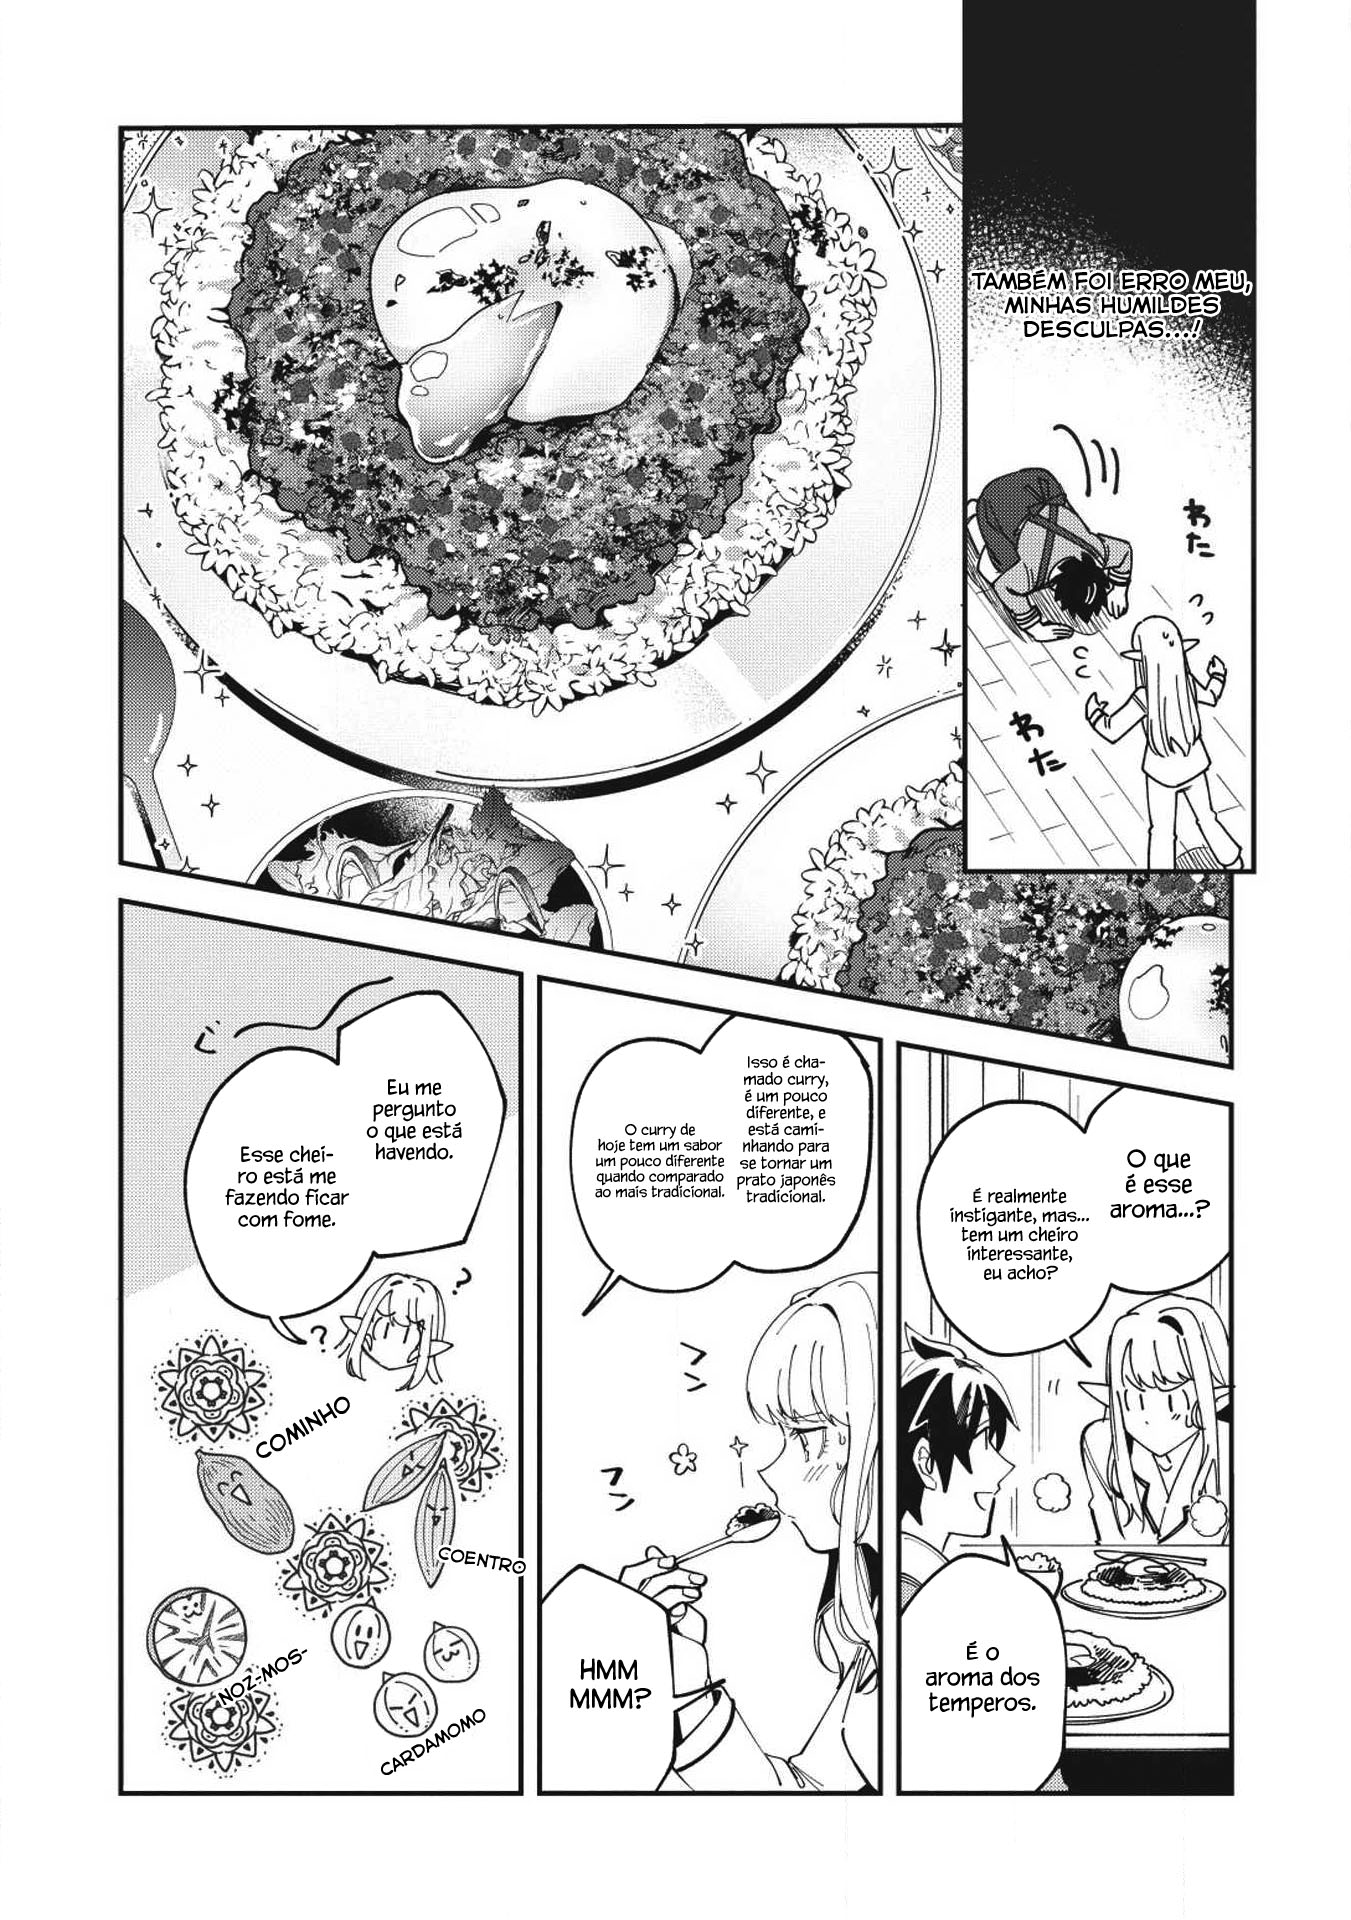 TAMBÉM FOI ERRO MEU,
MINHAS HUMILDES
DESCULPAS...!
わた
わた
O que
é esse
aroma...?
É realmente
instigante, mas...
tem um cheiro
interessante,
eu acho?
É o
aroma dos
temperos.
Isso é cha-
mado curry,
é um pouco
diferente, e
está cami-
nhando para
se tornar um
prato japonês
tradicional.
O curry de
hoje tem um sabor
um pouco diferente
quando comparado
ao mais tradicional.
HMM
MMM?
Eu me
pergunto
o que está
havendo.
Esse chei-
ro está me
fazendo ficar
com fome.
?
?
COMINHO
COENTRO
NOZ-MOS-
CARDAMOMO